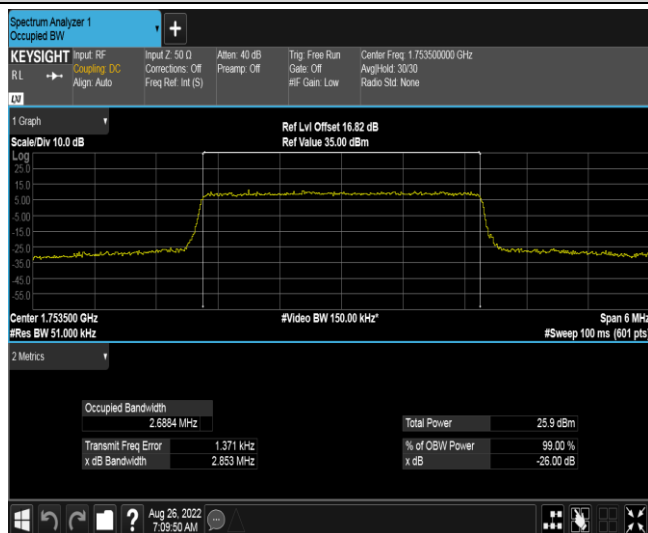 Spectrum Analyzer 1
Occupied BW
+
KEYSIGHT Input: RF Input Z: 50 Ω Atten: 40 dB Trig: Free Run Center Freq: 1.753500000 GHz
RL Coupling: DC Corrections: Off Preamp: Off Gate: Off Avg|Hold: 30/30
Align: Auto Freq Ref: Int (S) #IF Gain: Low Radio Std: None
LXI
1 Graph Ref Lvl Offset 16.82 dB
Scale/Div 10.0 dB Ref Value 35.00 dBm
Log
25.0
15.0
5.00
-5.00
-15.0
-25.0
-35.0
-45.0
-55.0
Center 1.753500 GHz #Video BW 150.00 kHz* Span 6 MHz
#Res BW 51.000 kHz #Sweep 100 ms (601 pts)
2 Metrics
Occupied Bandwidth
2.6884 MHz Total Power 25.9 dBm
Transmit Freq Error 1.371 kHz % of OBW Power 99.00 %
x dB Bandwidth 2.853 MHz x dB -26.00 dB
? Aug 26, 2022
7:09:50 AM